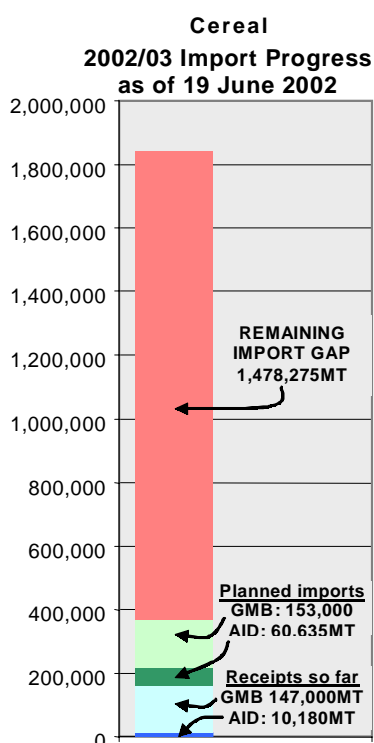 Cereal
2002/03 Import Progress
as of 19 June 2002
2,000,000
1,800,000
1,600,000
1,400,000
1,200,000
1,000,000
800,000
600,000
400,000
200,000
0
REMAINING
IMPORT GAP
1,478,275MT
Planned imports
GMB: 153,000
AID: 60,635MT
Receipts so far
GMB 147,000MT
AID: 10,180MT